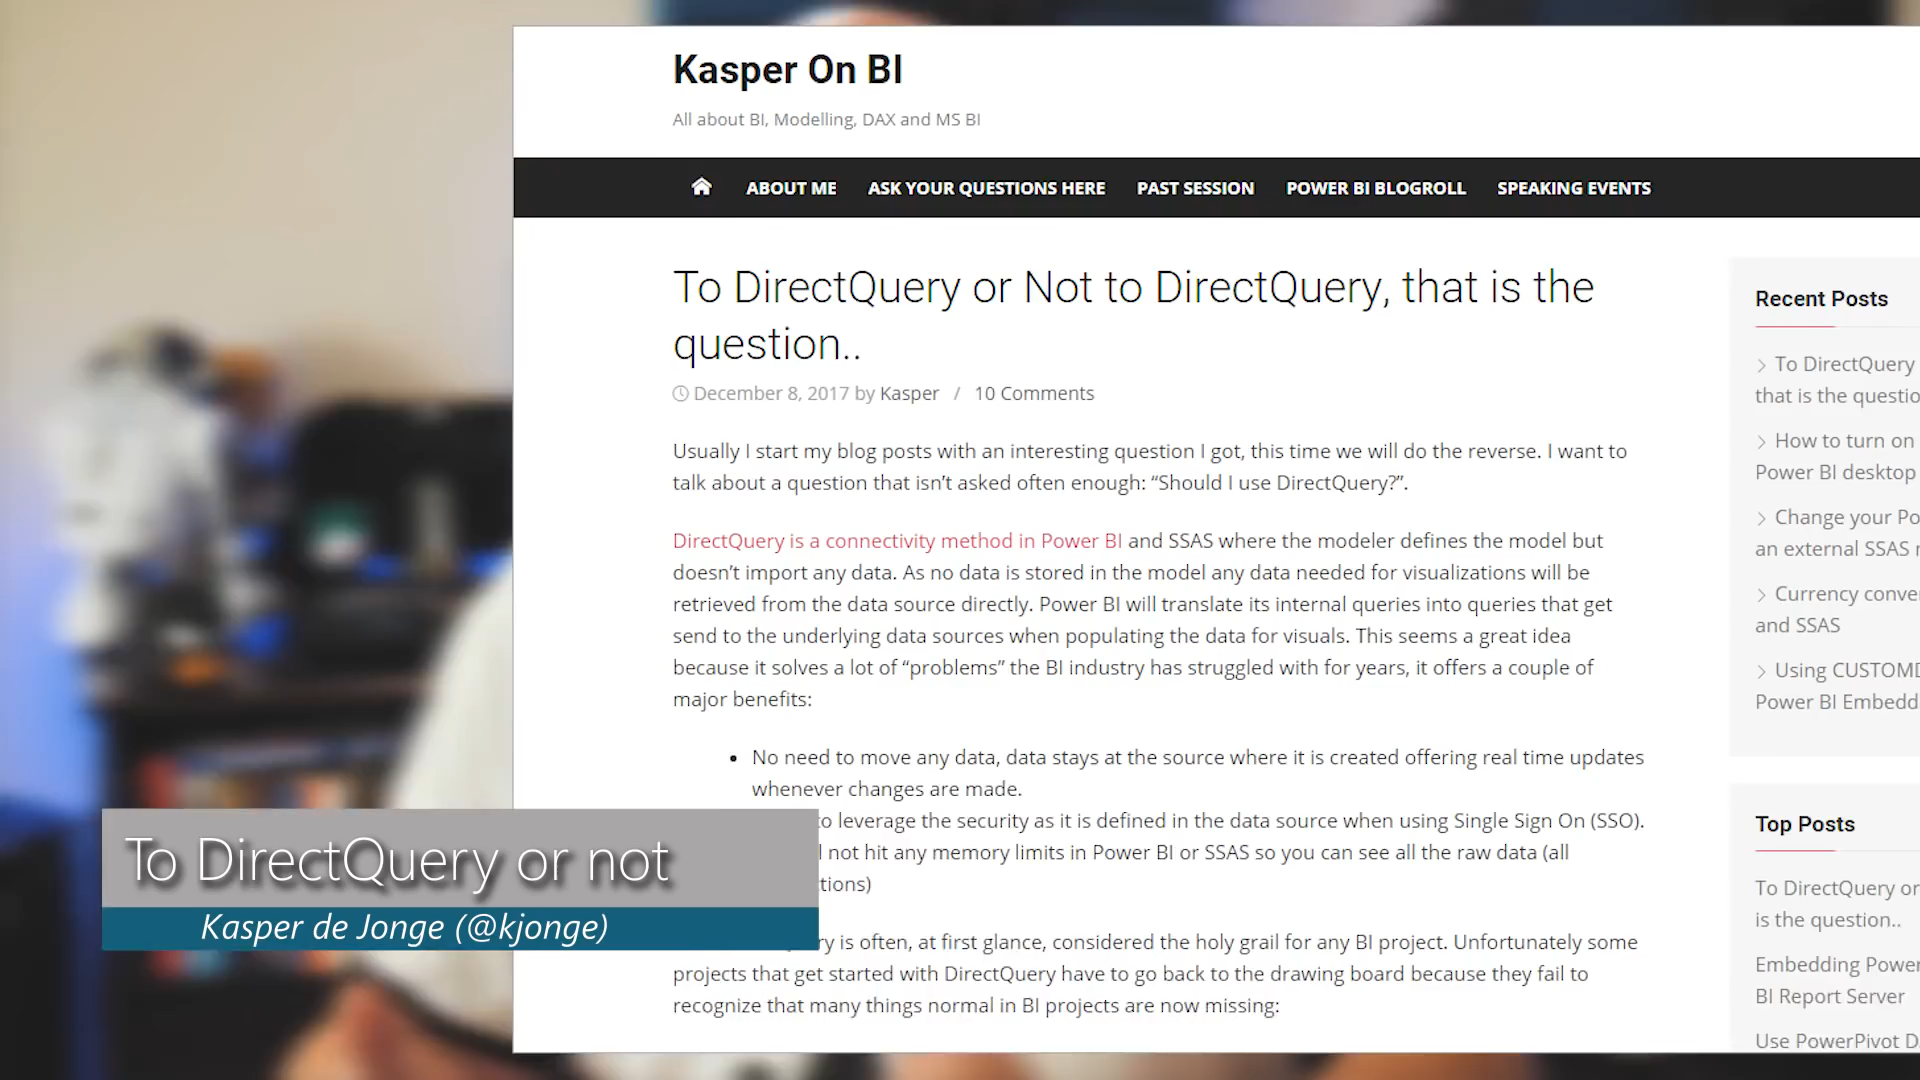 Kasper On BI
All about BI, Modelling, DAX and MS BI
ABOUT ME ASK YOUR QUESTIONS HERE PAST SESSION POWER BI BLOGROLL SPEAKING EVENTS
To DirectQuery or Not to DirectQuery, that is the
question..
December 8, 2017 by Kasper / 10 Comments
Usually I start my blog posts with an interesting question I got, this time we will do the reverse. I want to
talk about a question that isn’t asked often enough: “Should I use DirectQuery?”.
DirectQuery is a connectivity method in Power BI and SSAS where the modeler defines the model but
doesn’t import any data. As no data is stored in the model any data needed for visualizations will be
retrieved from the data source directly. Power BI will translate its internal queries into queries that get
send to the underlying data sources when populating the data for visuals. This seems a great idea
because it solves a lot of “problems” the BI industry has struggled with for years, it offers a couple of
major benefits:
• No need to move any data, data stays at the source where it is created offering real time updates
whenever changes are made.
to leverage the security as it is defined in the data source when using Single Sign On (SSO).
not hit any memory limits in Power BI or SSAS so you can see all the raw data (all
is often, at first glance, considered the holy grail for any BI project. Unfortunately some
projects that get started with DirectQuery have to go back to the drawing board because they fail to
recognize that many things normal in BI projects are now missing:
Recent Posts
To DirectQuery
that is the
How to turn on
Power BI desktop
Change your
an external SSAS
Currency
and SSAS
Using
Power BI
Top Posts
To DirectQuery or
is the question..
Embedding Power
BI Report Server
Use PowerPivot
To DirectQuery or not
Kasper de Jonge (@kjonge)